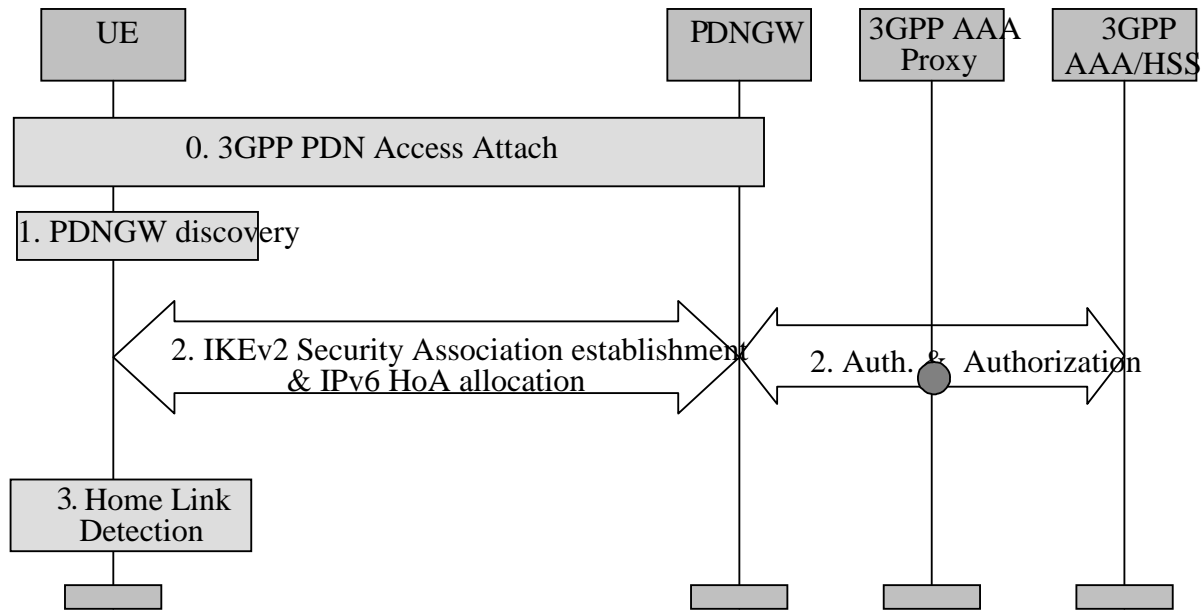 UE
PDNGW
3GPP AAA
Proxy
3GPP
AAA/HSS
0. 3GPP PDN Access Attach
1. PDNGW discovery
2. IKEv2 Security Association establishment
& IPv6 HoA allocation
2. Auth. & Authorization
3. Home Link
Detection